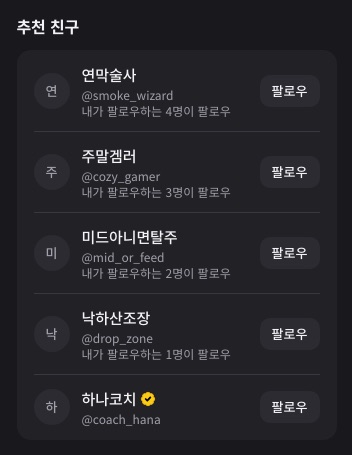 추천 친구
연
연막술사
@smoke_wizard
내가 팔로우하는 4명이 팔로우
팔로우
주
주말겜러
@cozy_gamer
내가 팔로우하는 3명이 팔로우
팔로우
미
미드아니면탈주
@mid_or_feed
내가 팔로우하는 2명이 팔로우
팔로우
낙
낙하산조장
@drop_zone
내가 팔로우하는 1명이 팔로우
팔로우
하
하나코치
@coach_hana
팔로우